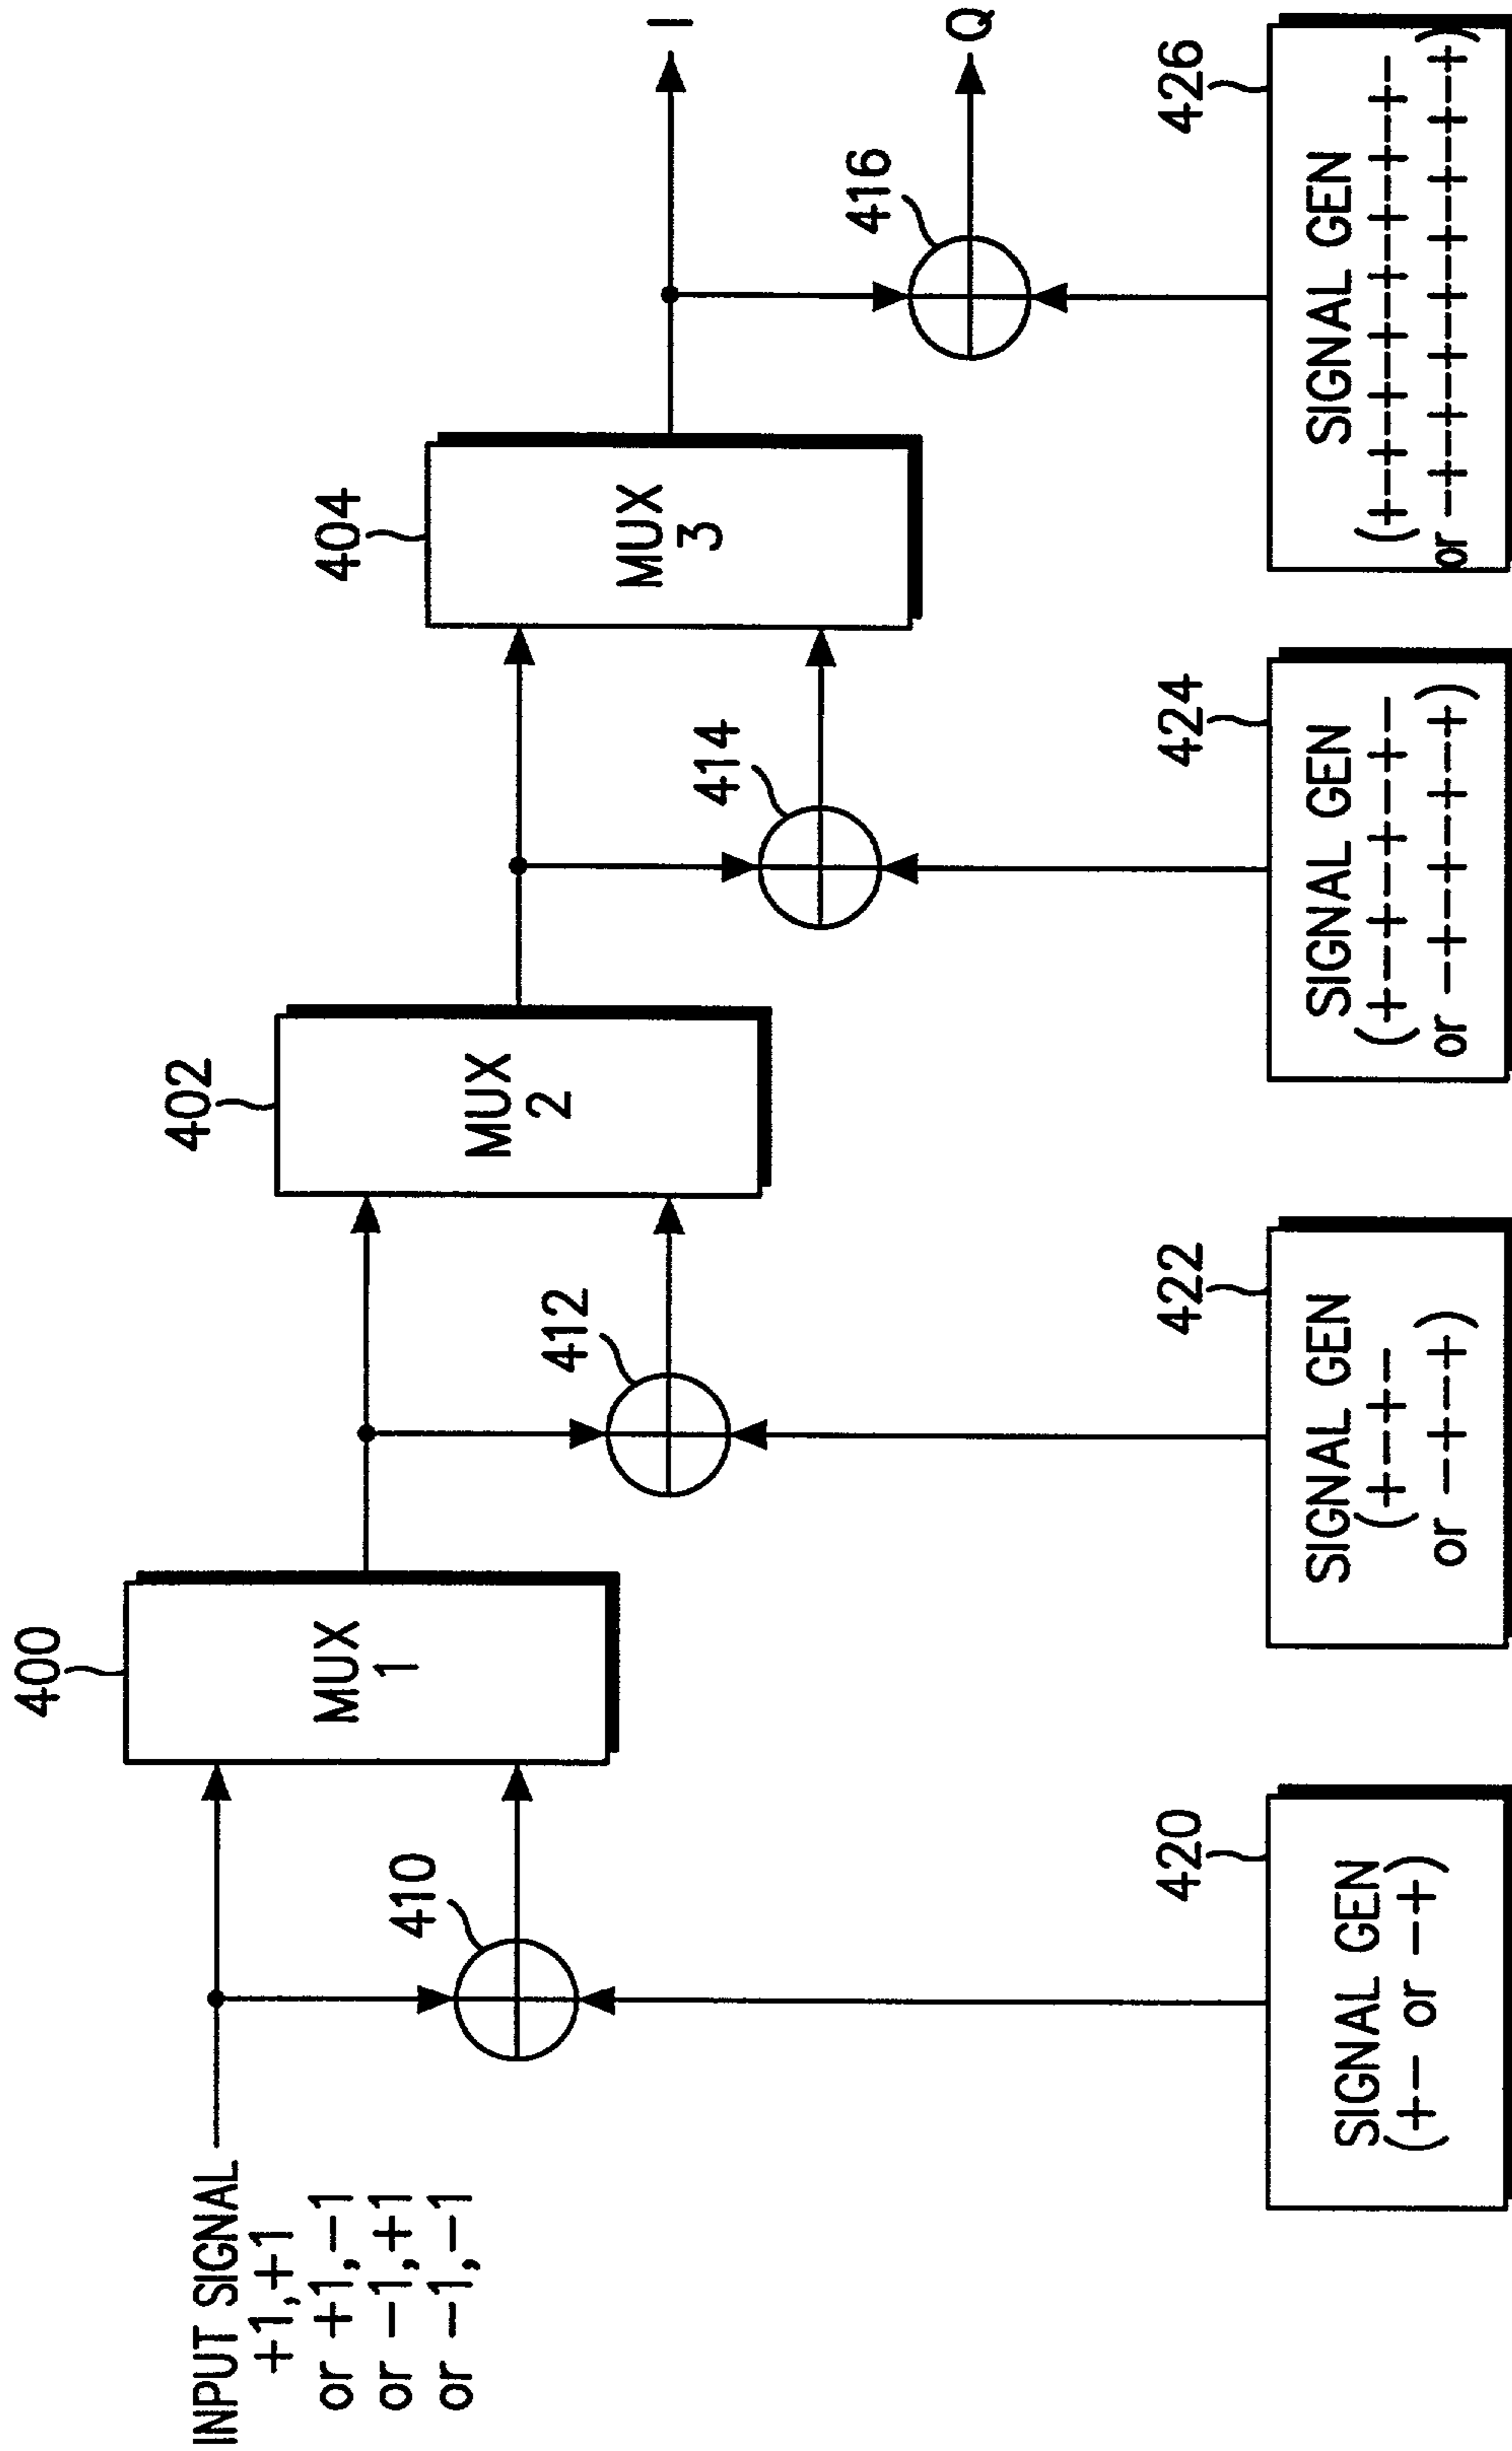 INPUT SIGNAL
+1,+1
or +1,−1
or −1,+1
or −1,−1
400
MUX
1
410
420
SIGNAL GEN
(+− or −+)
402
MUX
2
412
422
SIGNAL GEN
(+−+−
or −+−+)
404
MUX
3
414
424
SIGNAL GEN
(+−+−+−+−
or −+−+−+−+)
I
Q
416
426
SIGNAL GEN
(+−+−+−+−+−+−+−+−
or −+−+−+−+−+−+−+−+)